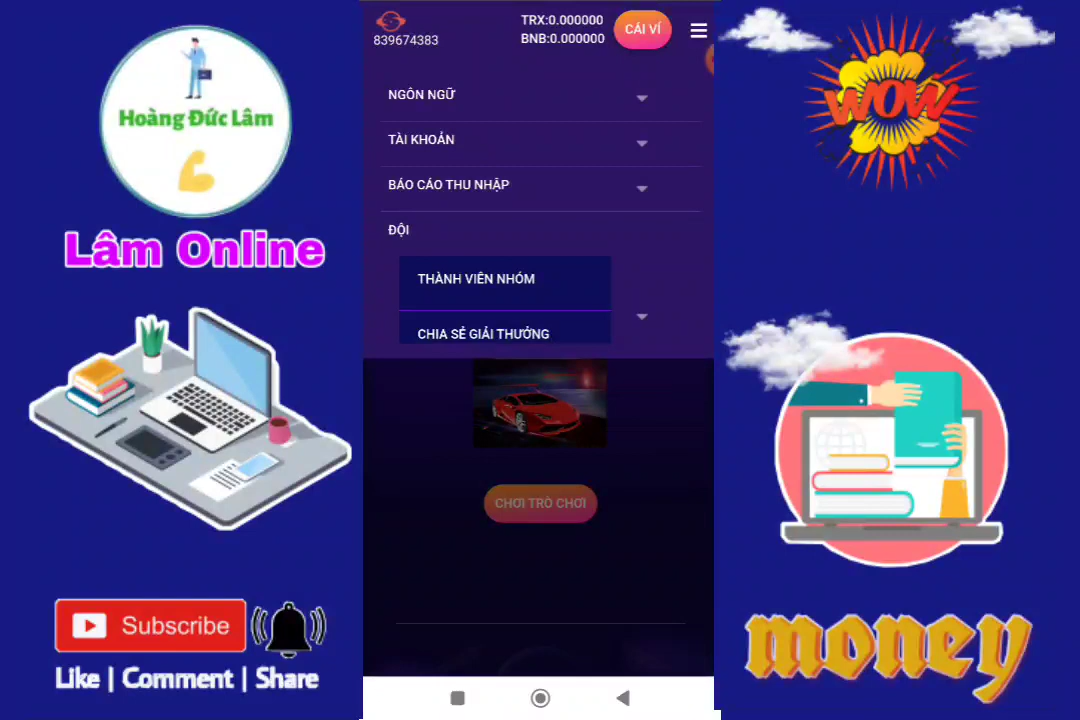 Hoàng Đức Lâm
Lâm Online
Subscribe
Like | Comment | Share
839674383
TRX:0.000000
BNB:0.000000
CÁI VÍ
NGÔN NGỮ
TÀI KHOẢN
BÁO CÁO THU NHẬP
ĐỘI
THÀNH VIÊN NHÓM
CHIA SẺ GIẢI THƯỞNG
CHƠI TRÒ CHƠI
WOW
money